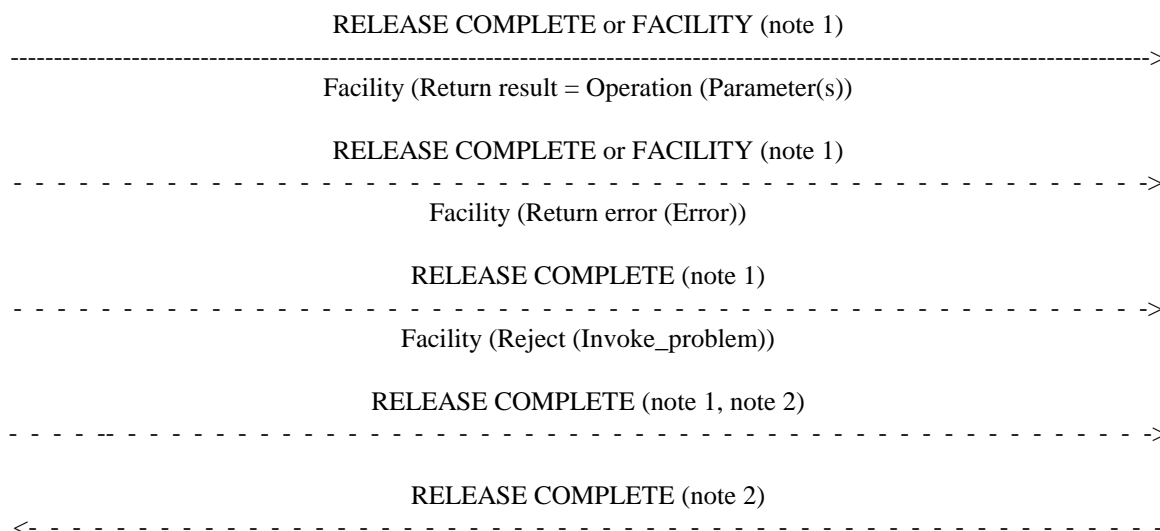 RELEASE COMPLETE or FACILITY (note 1)
------------------------------------------------------------------------------------------------------------------------------------>
Facility (Return result = Operation (Parameter(s))
RELEASE COMPLETE or FACILITY (note 1)
- - - - - - - - - - - - - - - - - - - - - - - - - - - - - - - - - - - - - - - - - - - - - - - - - - - ->
Facility (Return error (Error))
RELEASE COMPLETE (note 1)
- - - - - - - - - - - - - - - - - - - - - - - - - - - - - - - - - - - - - - - - - - - - - - - - - - - ->
Facility (Reject (Invoke_problem))
RELEASE COMPLETE (note 1, note 2)
- - - - -- - - - - - - - - - - - - - - - - - - - - - - - - - - - - - - - - - - - - - - - - - - - - - ->
RELEASE COMPLETE (note 2)
<- - - - - - - - - - - - - - - - - - - - - - - - - - - - - - - - - - - - - - - - - - - - - - - - - - -